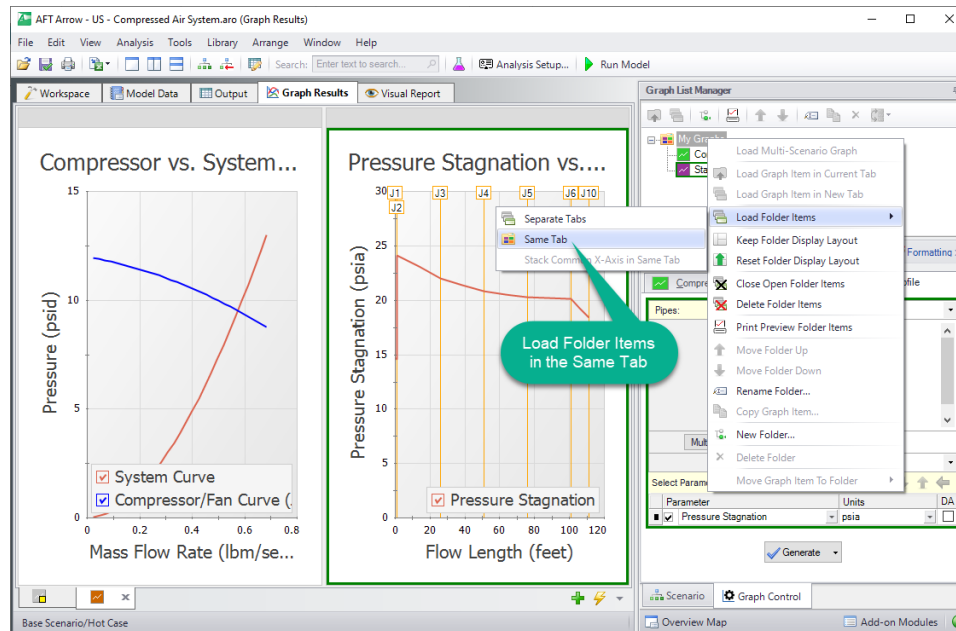 AFT Arrow - US - Compressed Air System.aro (Graph Results)
File Edit View Analysis Tools Library Arrange Window Help
Search: Enter text to search... Analysis Setup... Run Model
Workspace Model Data Output Graph Results Visual Report
Graph List Manager
My Graphs
Co
Sta
Load Multi-Scenario Graph
Load Graph Item in Current Tab
Load Graph Item in New Tab
Load Folder Items
Keep Folder Display Layout
Reset Folder Display Layout
Close Open Folder Items
Delete Folder Items
Print Preview Folder Items
Move Folder Up
Move Folder Down
Rename Folder...
Copy Graph Item...
New Folder...
Delete Folder
Move Graph Item To Folder
Separate Tabs
Same Tab
Stack Common X-Axis in Same Tab
Load Folder Items
in the Same Tab
Compressor vs. System...
15
10
5
0
Pressure (psid)
System Curve
Compressor/Fan Curve (.
0 0.2 0.4 0.6 0.8
Mass Flow Rate (lbm/se...
Pressure Stagnation vs....
J1 J3 J4 J5 J6 J10
J2
30
25
20
15
10
5
0
Pressure Stagnation (psia)
Pressure Stagnation
0 20 40 60 80 100 120
Flow Length (feet)
Formatting
Compre
ofile
Pipes:
Mult
Select Param
Parameter Units DA
Pressure Stagnation psia
Generate
Scenario Graph Control
Base Scenario/Hot Case
Overview Map Add-on Modules